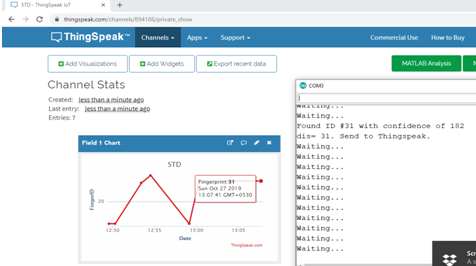 STD - ThingSpeak IoT
thingspeak.com/channels/894186/private_show
ThingSpeak™
Channels
Apps
Support
Commercial Use
How to Buy
Add Visualizations
Add Widgets
Export recent data
MATLAB Analysis
Channel Stats
Created: less than a minute ago
Last entry: less than a minute ago
Entries: 7
Field 1 Chart
STD
FingerID
20
Fingerprint 31
Sun Oct 27 2019
13:07:41 GMT+0530
12:50
12:55
13:00
13:05
Date
ThingSpeak.com
COM3
Waiting...
Waiting...
Found ID #31 with confidence of 182
dis= 31. Send to Thingspeak.
Waiting...
Waiting...
Waiting...
Waiting...
Waiting...
Waiting...
Waiting...
Waiting...
Waiting...
Waiting...